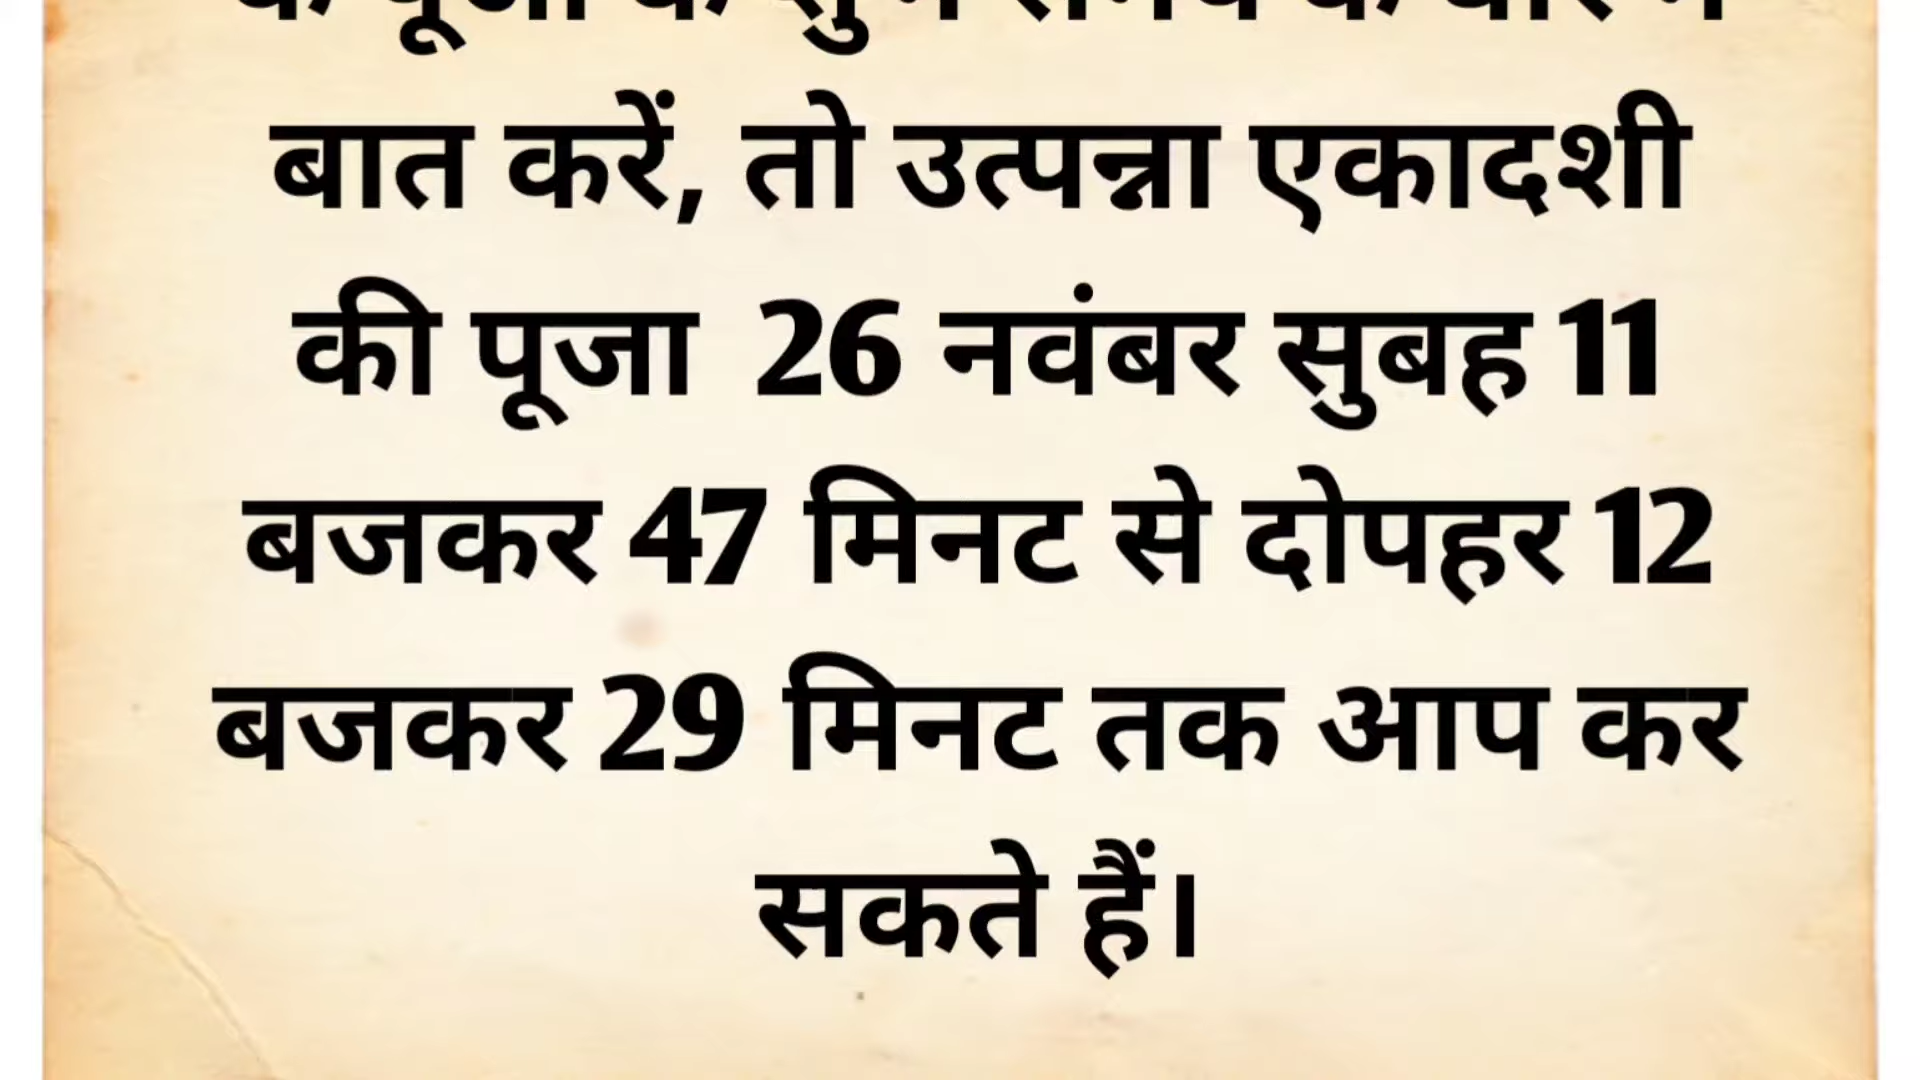 बात करें, तो उत्पन्ना एकादशी
की पूजा 26 नवंबर सुबह 11
बजकर 47 मिनट से दोपहर 12
बजकर 29 मिनट तक आप कर
सकते हैं।